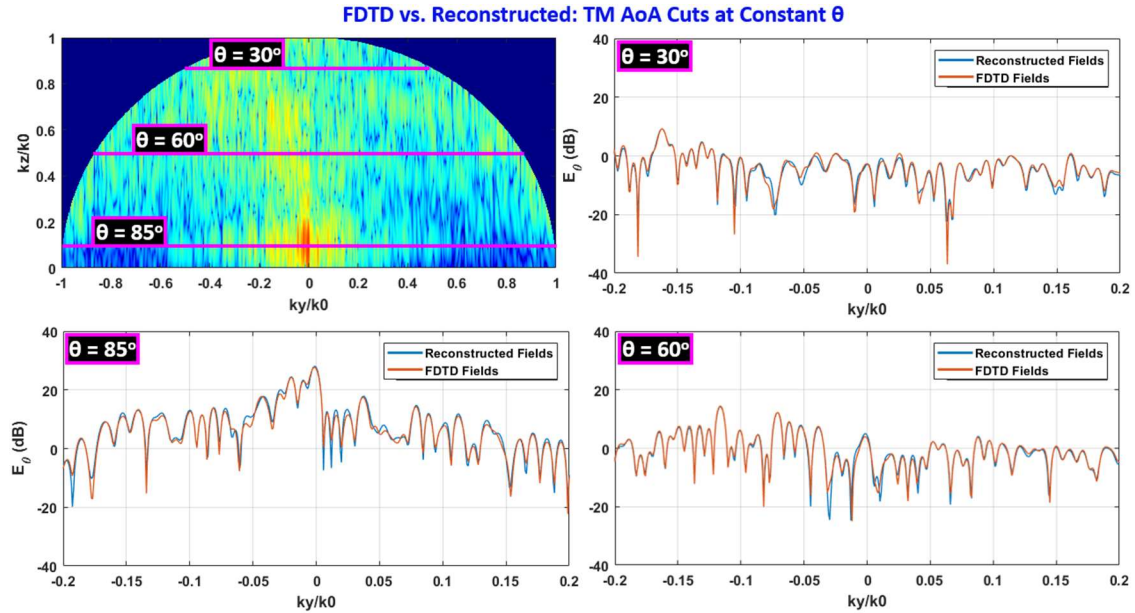 FDTD vs. Reconstructed: TM AoA Cuts at Constant θ
1
0.8
0.6
0.4
0.2
0
kz/k0
θ = 30°
θ = 60°
θ = 85°
-1 -0.8 -0.6 -0.4 -0.2 0 0.2 0.4 0.6 0.8 1
ky/k0
θ = 30°
40
20
0
-20
-40
E_θ (dB)
Reconstructed Fields
FDTD Fields
-0.2 -0.15 -0.1 -0.05 0 0.05 0.1 0.15 0.2
ky/k0
θ = 85°
40
20
0
-20
-40
E_θ (dB)
Reconstructed Fields
FDTD Fields
-0.2 -0.15 -0.1 -0.05 0 0.05 0.1 0.15 0.2
ky/k0
θ = 60°
40
20
0
-20
-40
E_θ (dB)
Reconstructed Fields
FDTD Fields
-0.2 -0.15 -0.1 -0.05 0 0.05 0.1 0.15 0.2
ky/k0